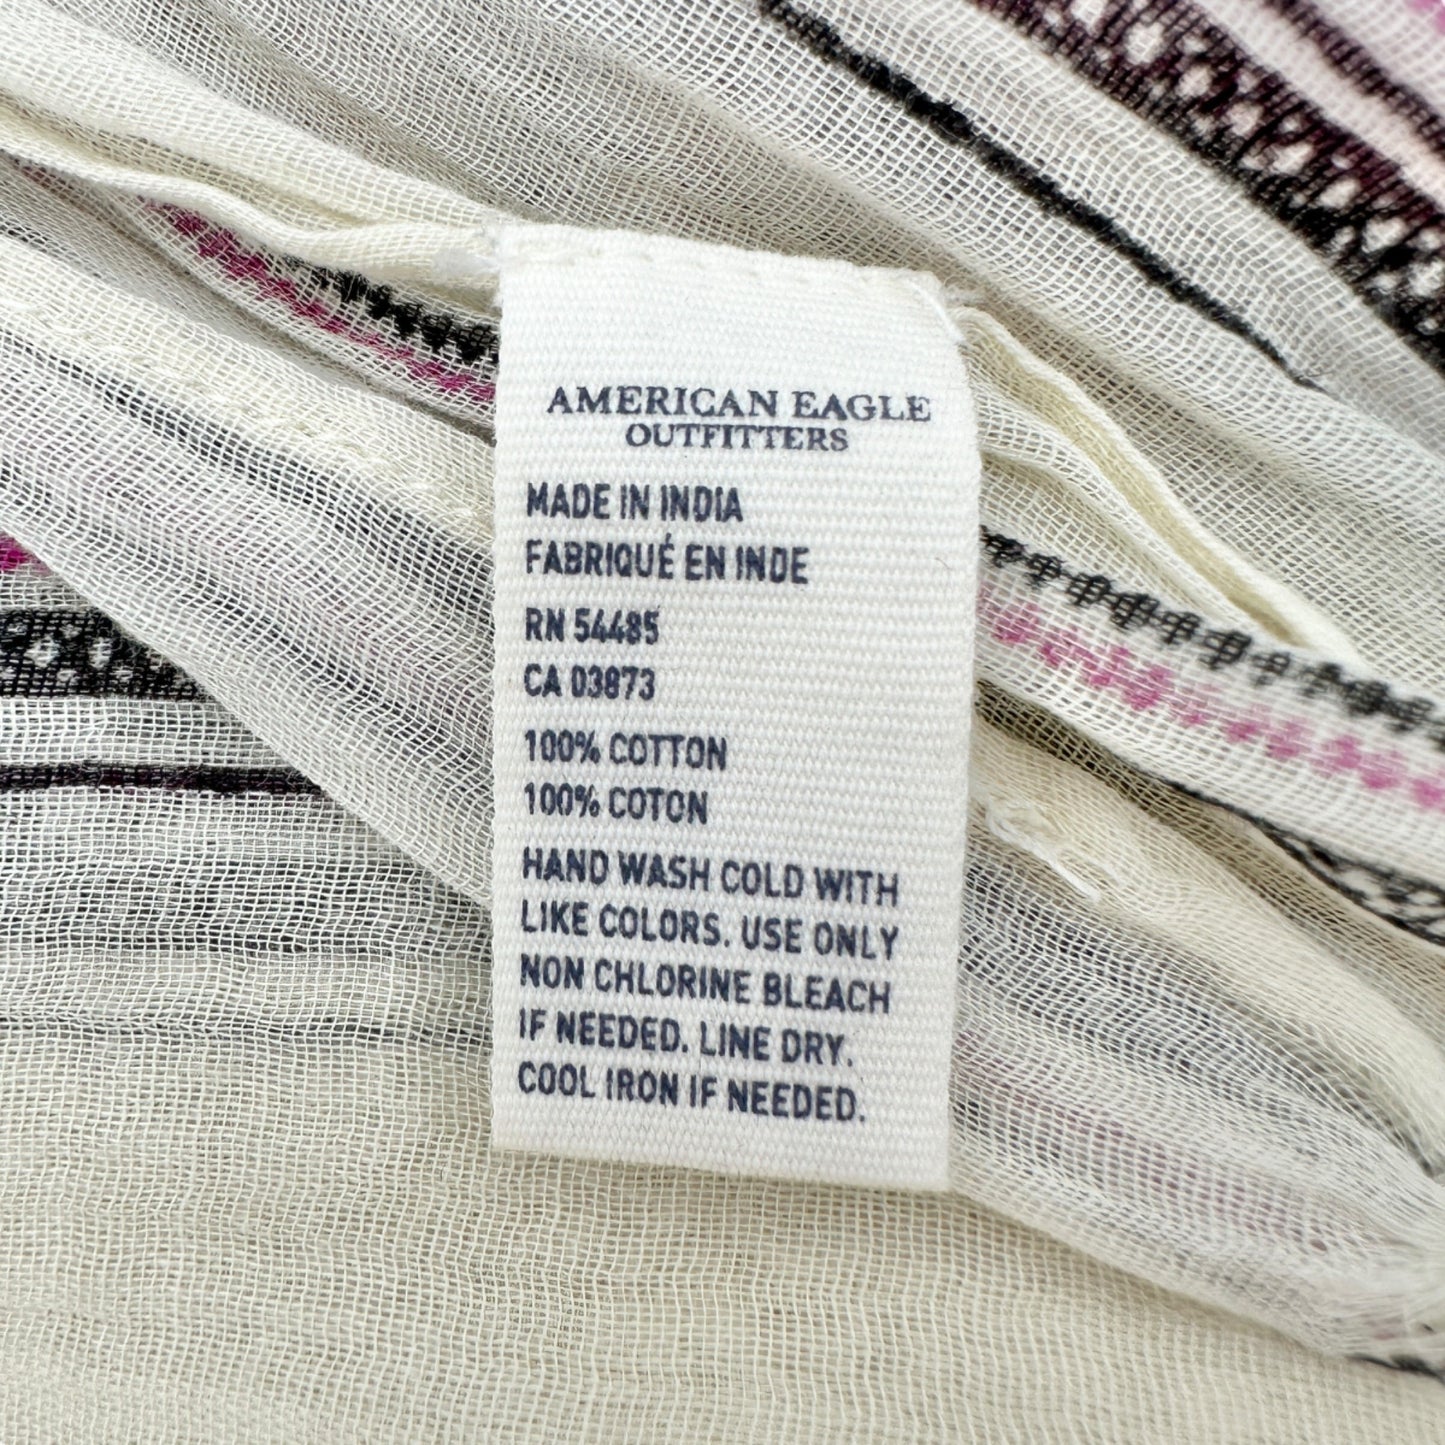 AMERICAN EAGLE
OUTFITTERS
MADE IN INDIA
FABRIQUÉ EN INDE
RN 54485
CA 03873
100% COTTON
100% COTON
HAND WASH COLD WITH
LIKE COLORS. USE ONLY
NON CHLORINE BLEACH
IF NEEDED. LINE DRY.
COOL IRON IF NEEDED.